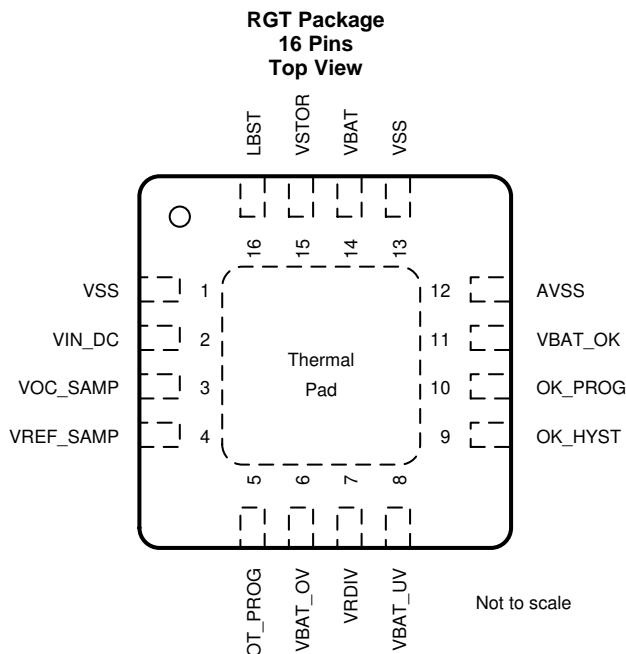 RGT Package
16 Pins
Top View
LBST
VSTOR
VBAT
VSS
16
15
14
13
VSS 1
VIN_DC 2
VOC_SAMP 3
VREF_SAMP 4
12 AVSS
11 VBAT_OK
10 OK_PROG
9 OK_HYST
Thermal
Pad
5
6
7
8
OT_PROG
VBAT_OV
VRDIV
VBAT_UV
Not to scale